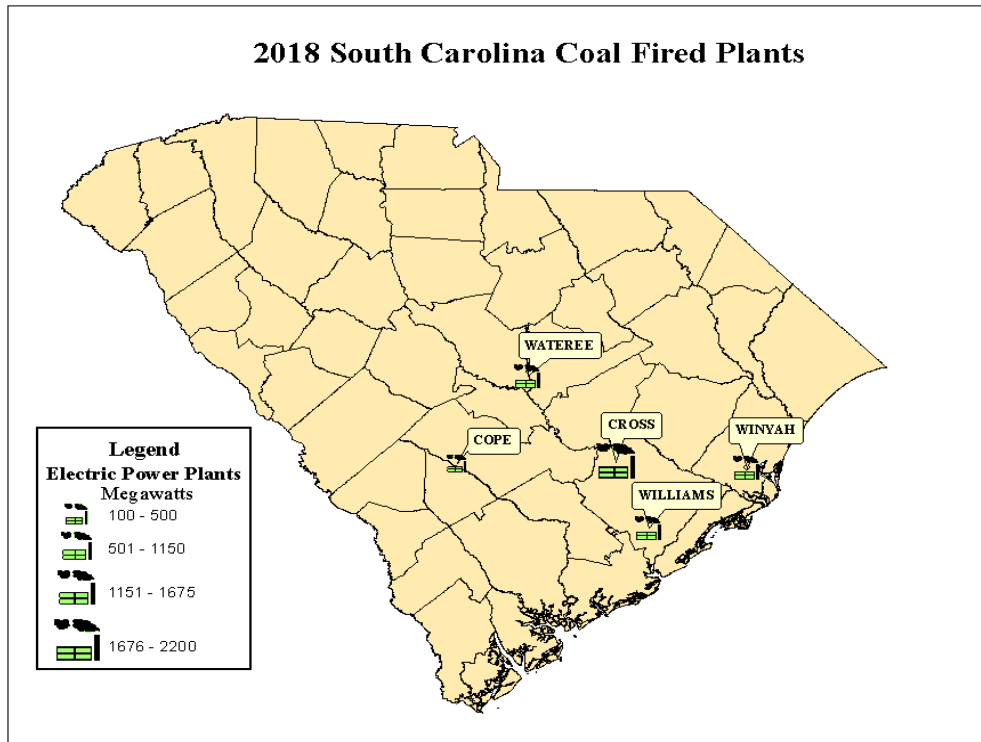 2018 South Carolina Coal Fired Plants
WATEREE
CROSS
WINYAH
COPE
WILLIAMS
Legend
Electric Power Plants
Megawatts
100 - 500
501 - 1150
1151 - 1675
1676 - 2200